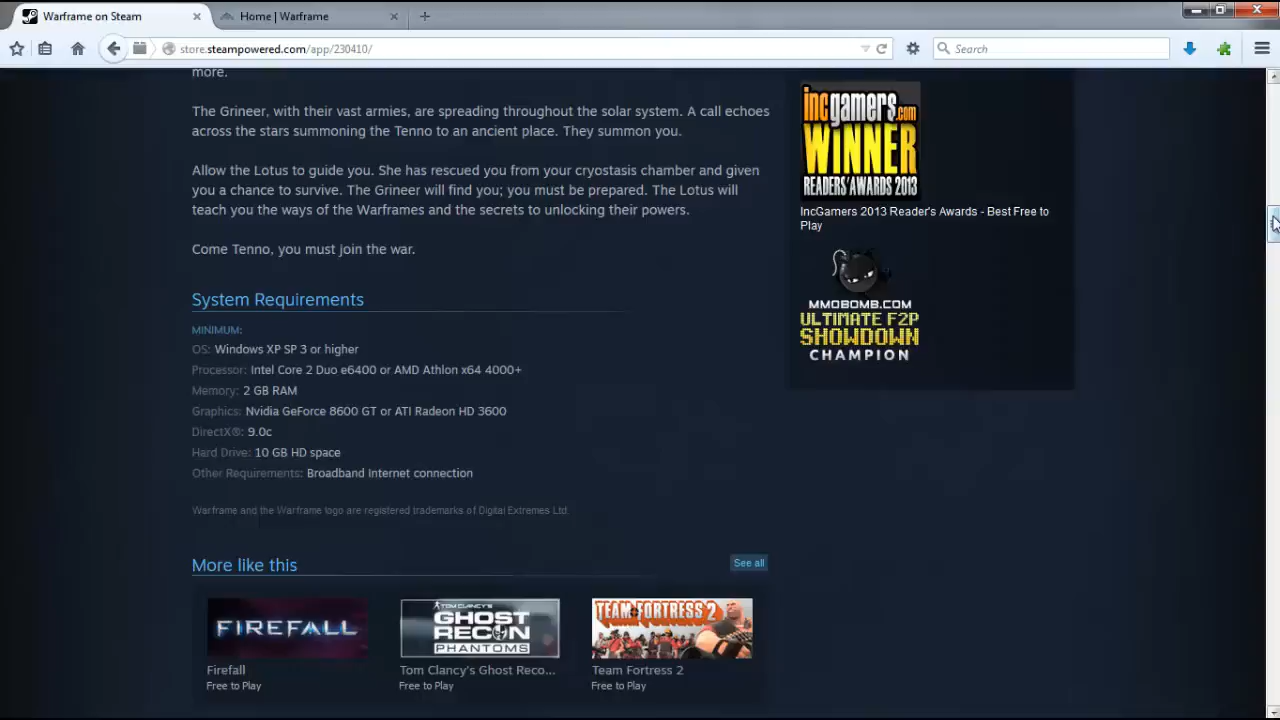 Warframe on Steam
Home | Warframe
store.steampowered.com/app/230410/
Search
more.
The Grineer, with their vast armies, are spreading throughout the solar system. A call echoes
across the stars summoning the Tenno to an ancient place. They summon you.
Allow the Lotus to guide you. She has rescued you from your cryostasis chamber and given
you a chance to survive. The Grineer will find you; you must be prepared. The Lotus will
teach you the ways of the Warframes and the secrets to unlocking their powers.
Come Tenno, you must join the war.
System Requirements
MINIMUM:
OS: Windows XP SP 3 or higher
Processor: Intel Core 2 Duo e6400 or AMD Athlon x64 4000+
Memory: 2 GB RAM
Graphics: Nvidia GeForce 8600 GT or ATI Radeon HD 3600
DirectX®: 9.0c
Hard Drive: 10 GB HD space
Other Requirements: Broadband Internet connection
Warframe and the Warframe logo are registered trademarks of Digital Extremes Ltd.
incgamers.com
WINNER
READERS'AWARDS 2013
IncGamers 2013 Reader's Awards - Best Free to
Play
MMOBOMB.COM
ULTIMATE F2P
SHOWDOWN
CHAMPION
More like this
See all
FIREFALL
Firefall
Free to Play
TOM CLANCY'S
GHOST
RECON
PHANTOMS
Tom Clancy's Ghost Reco...
Free to Play
TEAM FORTRESS 2
Team Fortress 2
Free to Play